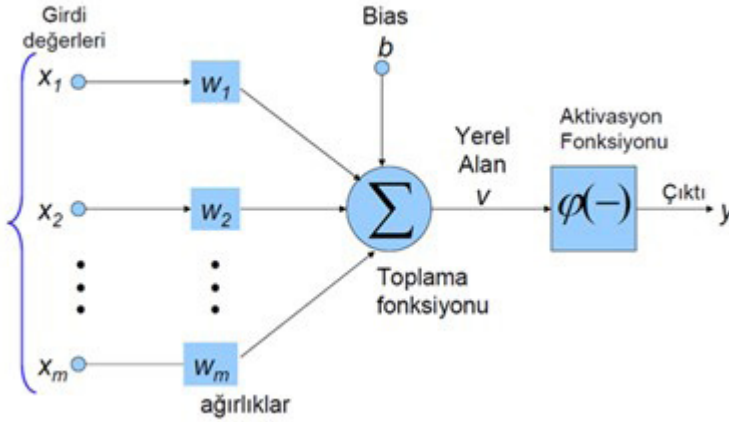 Girdi
değerleri
x1
w1
Bias
b
Yerel
Alan
v
Aktivasyon
Fonksiyonu
x2
w2
∑
φ(−)
Çıktı
y
Toplama
fonksiyonu
xm
wm
ağırlıklar